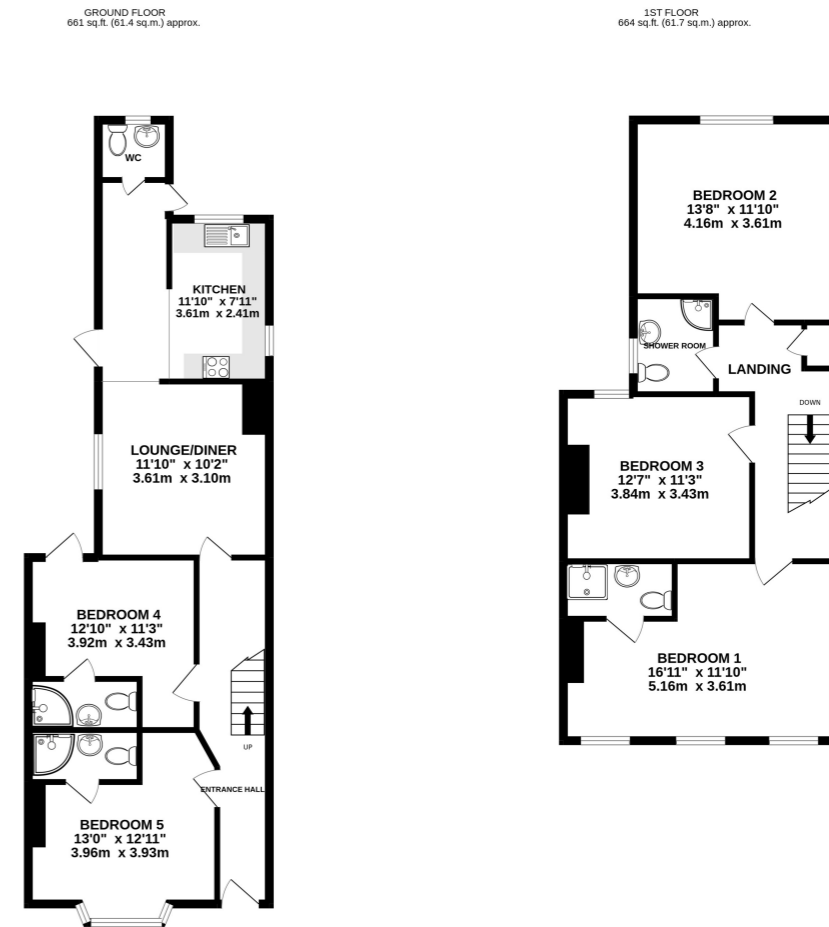 GROUND FLOOR
661 sq.ft. (61.4 sq.m.) approx.
WC
KITCHEN
11'10" x 7'11"
3.61m x 2.41m
LOUNGE/DINER
11'10" x 10'2"
3.61m x 3.10m
BEDROOM 4
12'10" x 11'3"
3.92m x 3.43m
UP
ENTRANCE HALL
BEDROOM 5
13'0" x 12'11"
3.96m x 3.93m
1ST FLOOR
664 sq.ft. (61.7 sq.m.) approx.
BEDROOM 2
13'8" x 11'10"
4.16m x 3.61m
SHOWER ROOM
LANDING
DOWN
BEDROOM 3
12'7" x 11'3"
3.84m x 3.43m
BEDROOM 1
16'11" x 11'10"
5.16m x 3.61m